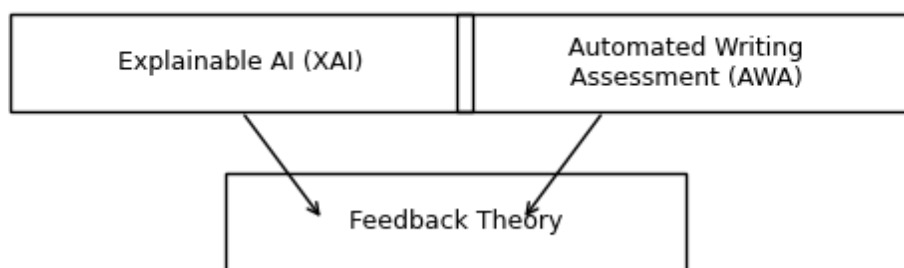 Explainable AI (XAI)
Automated Writing
Assessment (AWA)
Feedback Theory